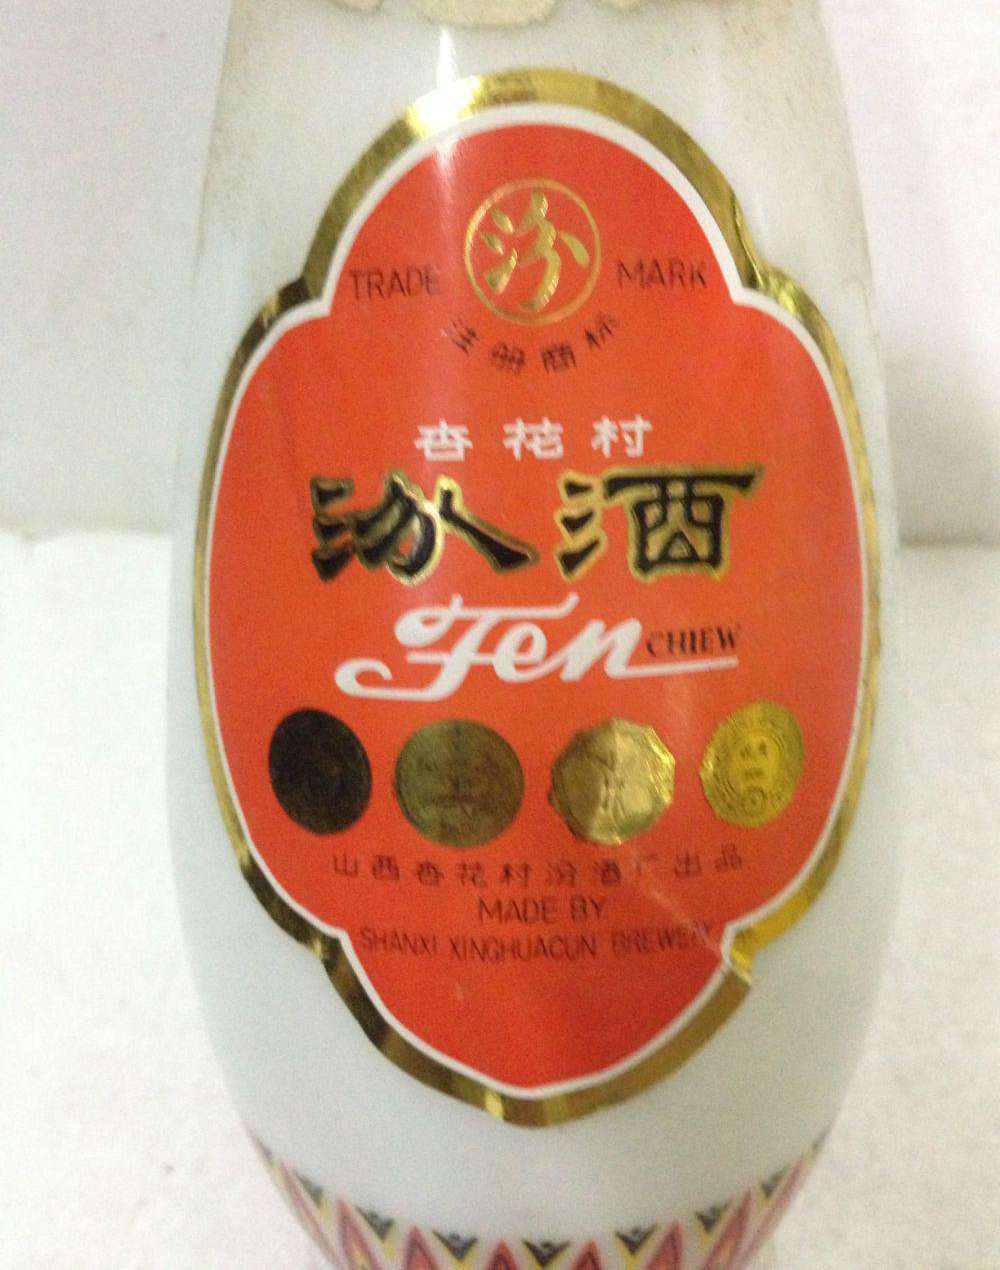 汾
TRADE MARK
注册商标
杏花村
汾酒
Fen CHIEW
山西杏花村汾酒厂出品
MADE BY
SHANXI XINGHUACUN BREWERY